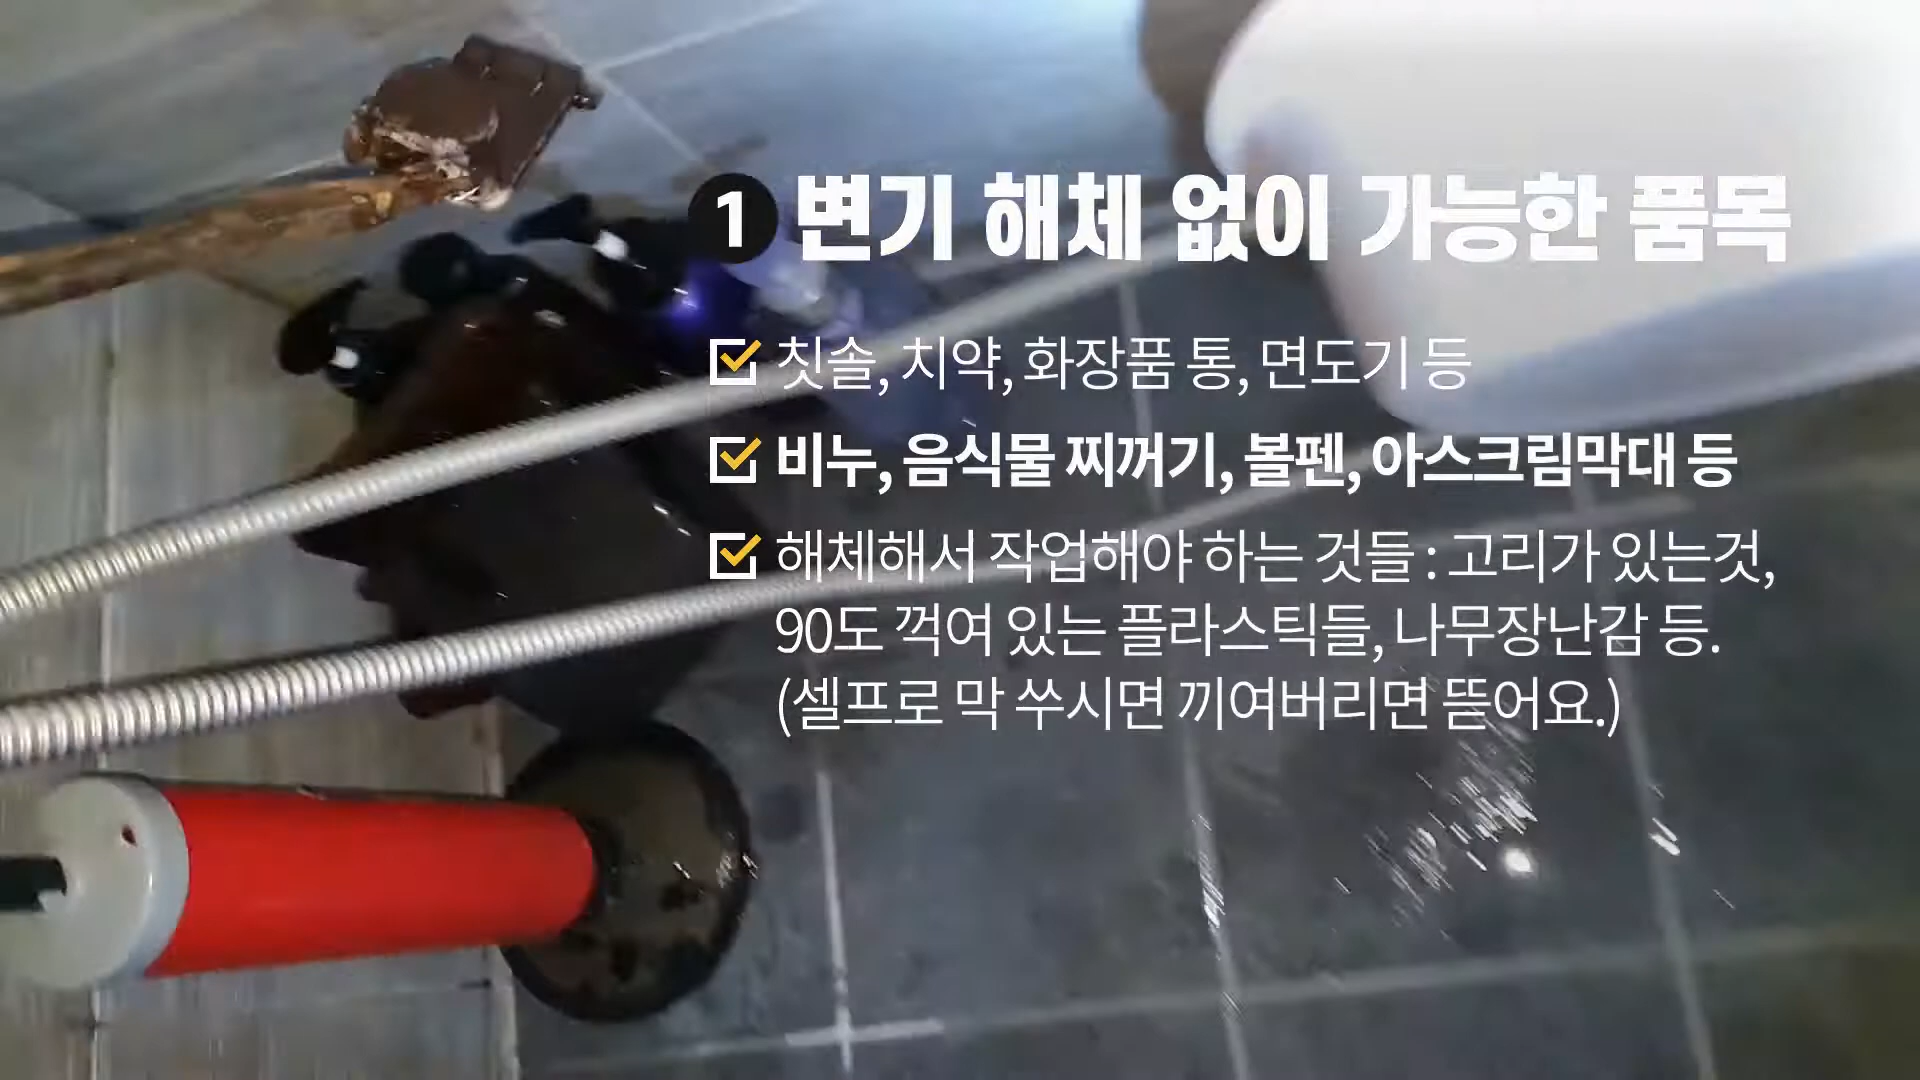 1 변기 해체 없이 가능한 품목
칫솔, 치약, 화장품 통, 면도기 등
비누, 음식물 찌꺼기, 볼펜, 아스크림막대 등
해체해서 작업해야 하는 것들 : 고리가 있는것,
90도 꺽여 있는 플라스틱들, 나무장난감 등.
(셀프로 막 쑤시면 끼여버리면 뜯어요.)